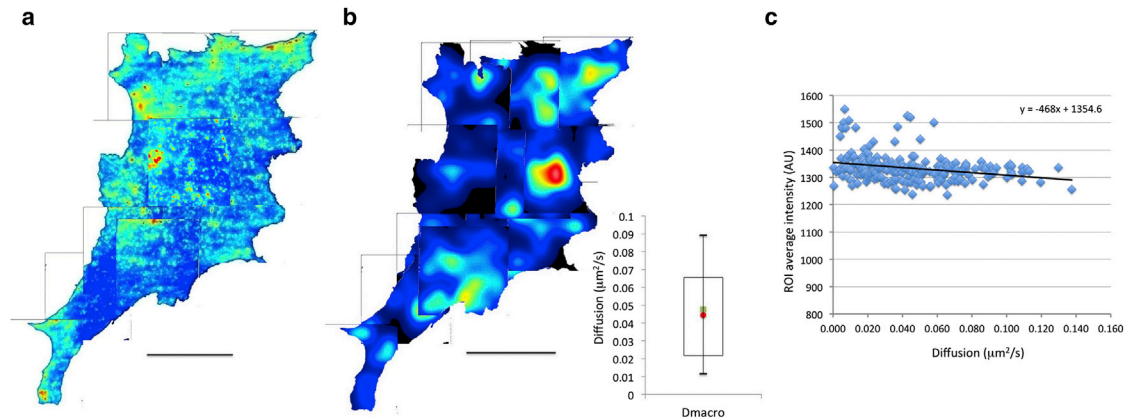 a
b
c
Diffusion (μm²/s)
0.1
0.09
0.08
0.07
0.06
0.05
0.04
0.03
0.02
0.01
0
Dmacro
ROI average intensity (AU)
1600
1500
1400
1300
1200
1100
1000
900
800
y = -468x + 1354.6
0.000 0.020 0.040 0.060 0.080 0.100 0.120 0.140 0.160
Diffusion (μm²/s)